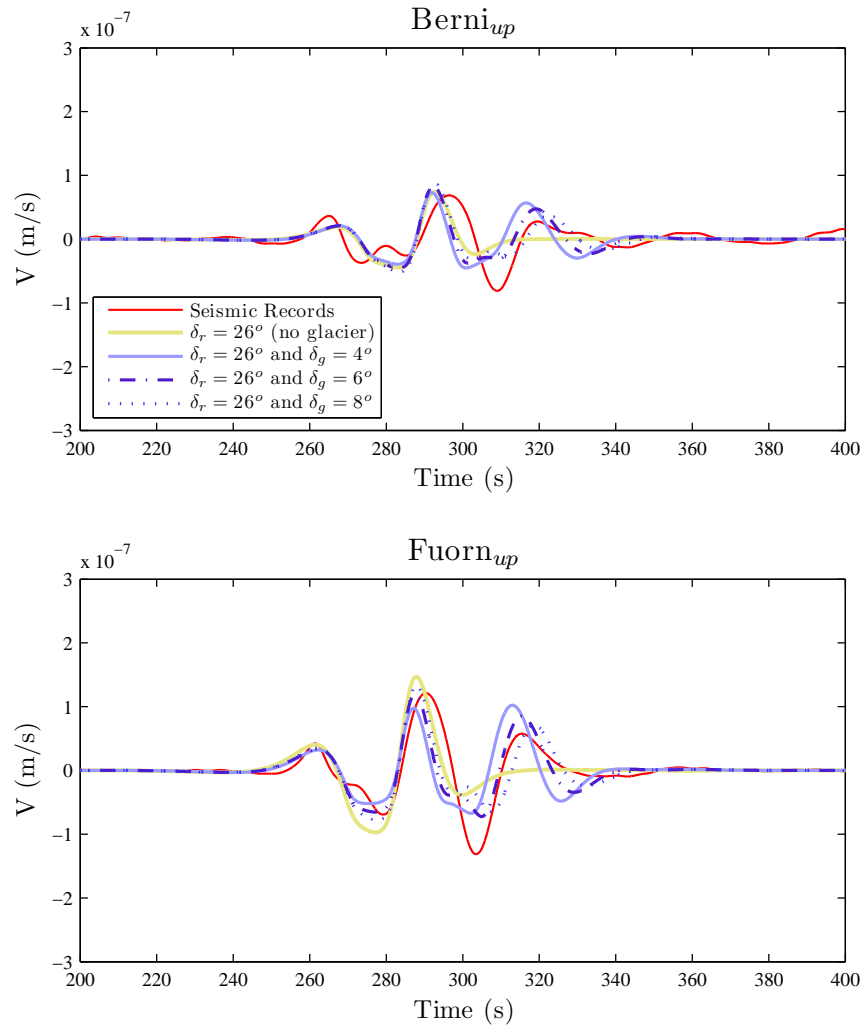 Berni_up
x 10^−7
3
2
1
0
−1
−2
−3
V (m/s)
Seismic Records
δ_r = 26^o (no glacier)
δ_r = 26^o and δ_g = 4^o
δ_r = 26^o and δ_g = 6^o
δ_r = 26^o and δ_g = 8^o
200 220 240 260 280 300 320 340 360 380 400
Time (s)
Fuorn_up
x 10^−7
3
2
1
0
−1
−2
−3
V (m/s)
200 220 240 260 280 300 320 340 360 380 400
Time (s)